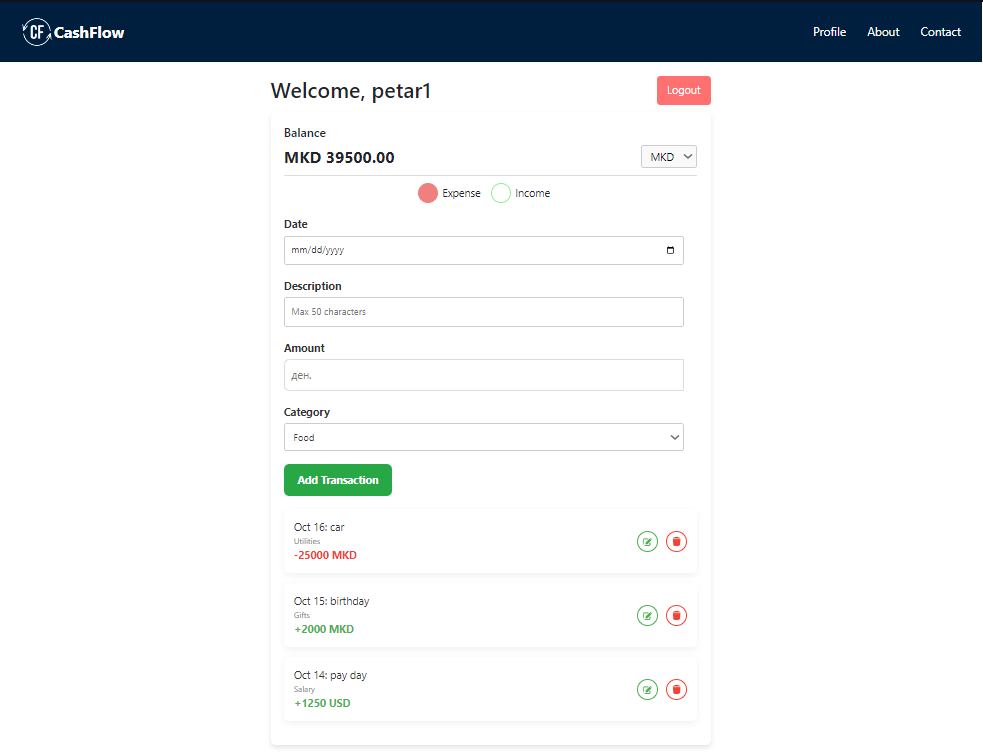 CF CashFlow
Profile About Contact
Welcome, petar1
Logout
Balance
MKD 39500.00
MKD
Expense Income
Date
mm/dd/yyyy
Description
Max 50 characters
Amount
ден.
Category
Food
Add Transaction
Oct 16: car
Utilities
-25000 MKD
Oct 15: birthday
Gifts
+2000 MKD
Oct 14: pay day
Salary
+1250 USD